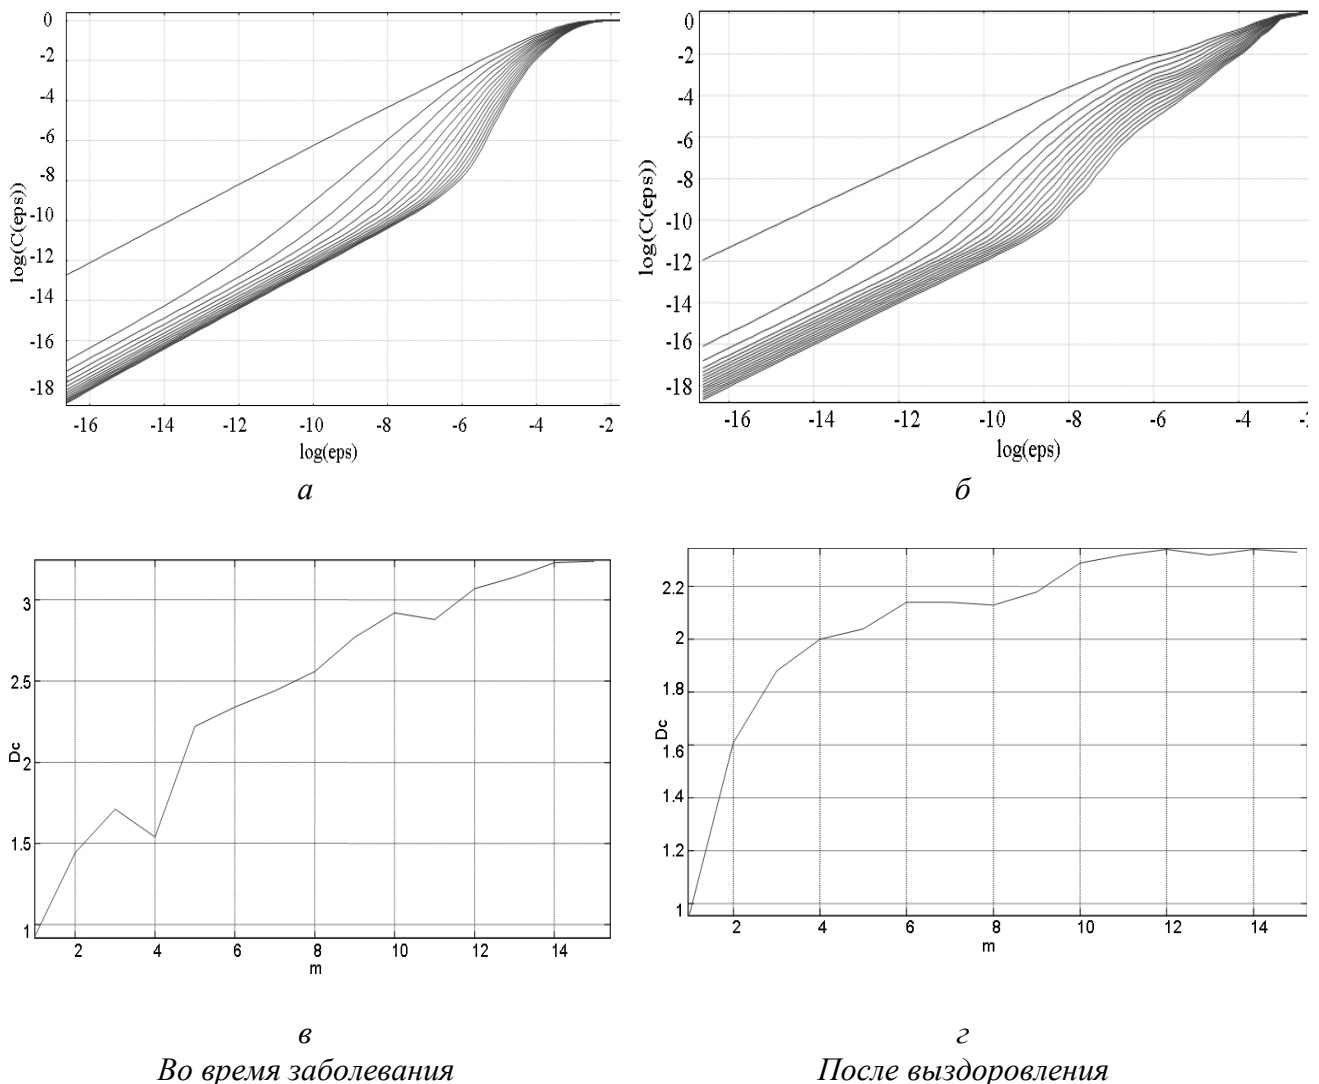 0
-2
-4
-6
-8
-10
-12
-14
-16
-18
log(C(eps))
-16 -14 -12 -10 -8 -6 -4 -2
log(eps)
а
0
-2
-4
-6
-8
-10
-12
-14
-16
-18
log(C(eps))
-16 -14 -12 -10 -8 -6 -4
log(eps)
б
3
2.5
2
1.5
1
Dc
2 4 6 8 10 12 14
m
в
Во время заболевания
2.2
2
1.8
1.6
1.4
1.2
1
Dc
2 4 6 8 10 12 14
m
г
После выздоровления